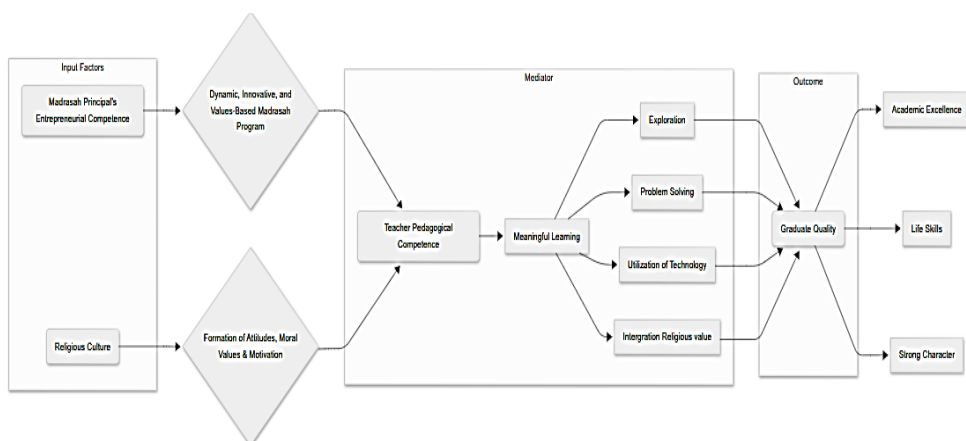 Input Factors
Madrasah Principal's
Entrepreneurial Competence
Religious Culture
Dynamic, Innovative, and
Values-Based Madrasah
Program
Formation of Attitudes, Moral
Values & Motivation
Mediator
Teacher Pedagogical
Competence
Meaningful Learning
Exploration
Problem Solving
Utilization of Technology
Intergration Religious value
Outcome
Graduate Quality
Academic Excellence
Life Skills
Strong Character